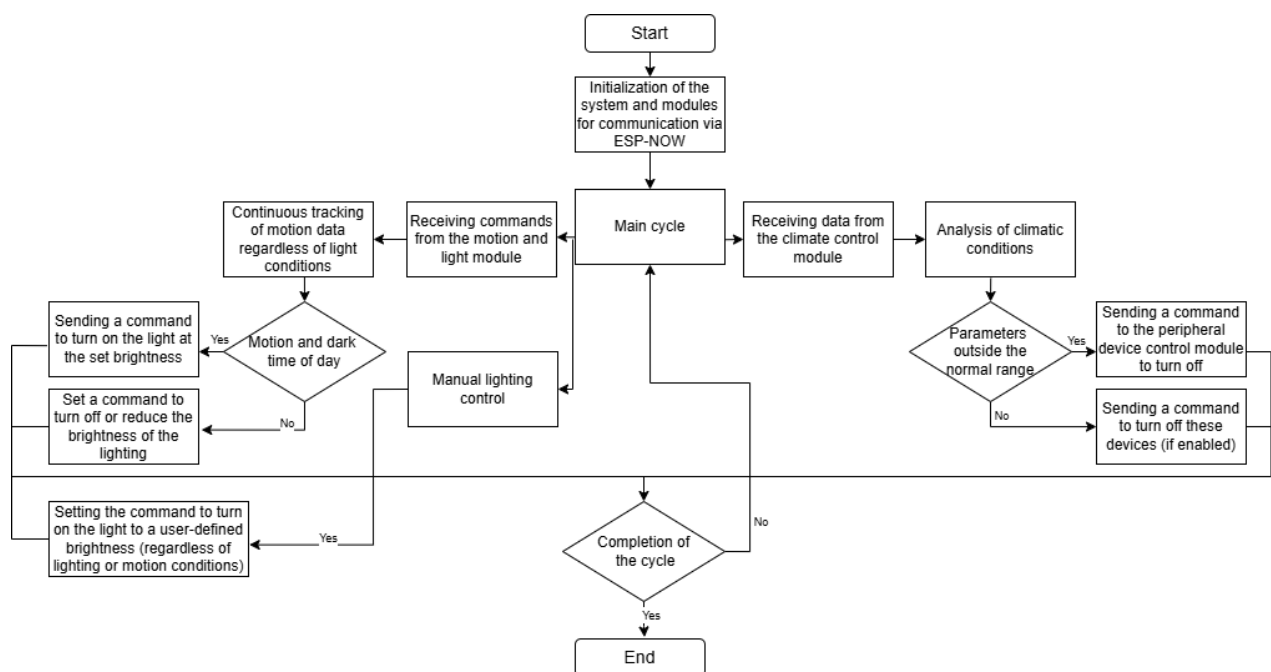 Start
Initialization of the
system and modules
for communication via
ESP-NOW
Main cycle
Receiving commands
from the motion and
light module
Continuous tracking
of motion data
regardless of light
conditions
Receiving data from
the climate control
module
Analysis of climatic
conditions
Motion and dark
time of day
Yes
Sending a command
to turn on the light at
the set brightness
No
Set a command to
turn off or reduce the
brightness of the
lighting
Manual lighting
control
Yes
Setting the command to turn
on the light to a user-defined
brightness (regardless of
lighting or motion conditions)
Parameters
outside the
normal range
Yes
Sending a command
to the peripheral
device control module
to turn off
No
Sending a command
to turn off these
devices (if enabled)
Completion of
the cycle
No
Yes
End